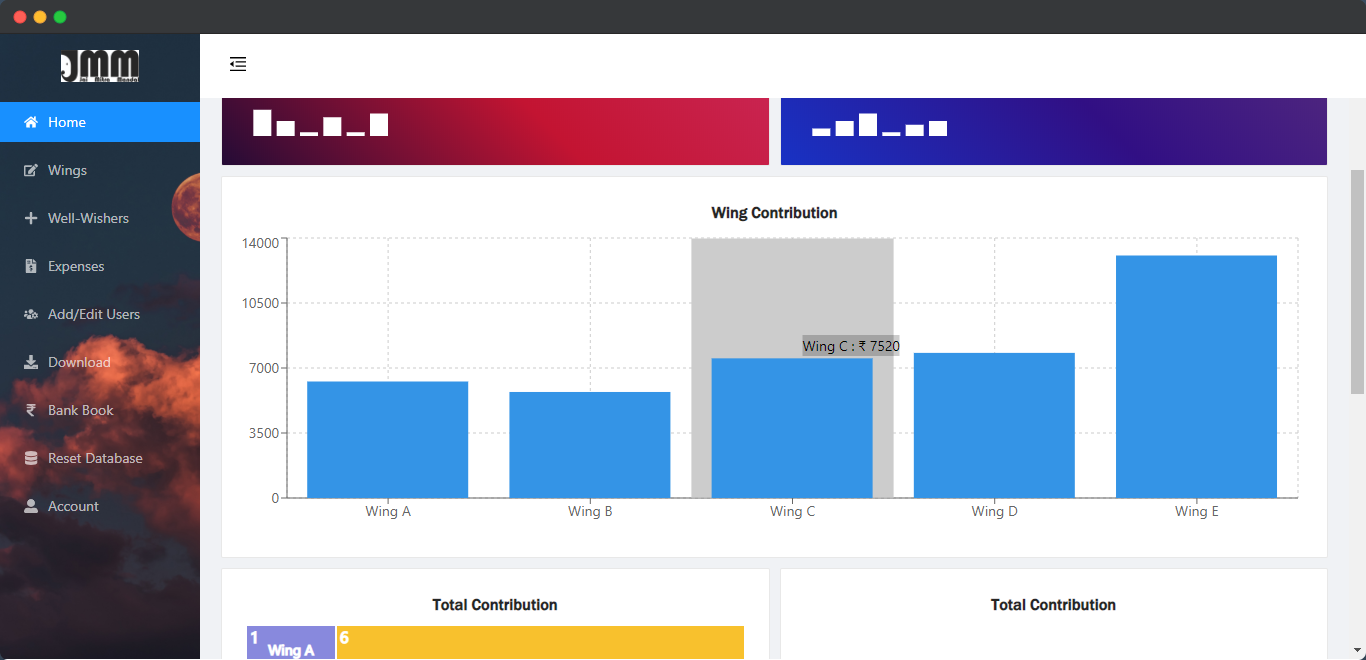 Jmm
Home
Wings
Well-Wishers
Expenses
Add/Edit Users
Download
Bank Book
Reset Database
Account
Wing Contribution
14000
10500
7000
3500
0
Wing C : ₹ 7520
Wing A
Wing B
Wing C
Wing D
Wing E
Total Contribution
1
Wing A
6
Total Contribution